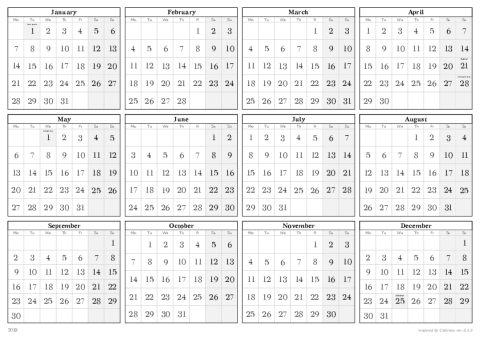 January
Mo Tu We Th Fr Sa Su
1 2 3 4 5 6
7 8 9 10 11 12 13
14 15 16 17 18 19 20
21 22 23 24 25 26 27
28 29 30 31
February
Mo Tu We Th Fr Sa Su
1 2 3
4 5 6 7 8 9 10
11 12 13 14 15 16 17
18 19 20 21 22 23 24
25 26 27 28
March
Mo Tu We Th Fr Sa Su
1 2 3
4 5 6 7 8 9 10
11 12 13 14 15 16 17
18 19 20 21 22 23 24
25 26 27 28 29 30 31
April
Mo Tu We Th Fr Sa Su
1 2 3 4 5 6 7
8 9 10 11 12 13 14
15 16 17 18 19 20 21
22 23 24 25 26 27 28
29 30
May
Mo Tu We Th Fr Sa Su
1 2 3 4 5
6 7 8 9 10 11 12
13 14 15 16 17 18 19
20 21 22 23 24 25 26
27 28 29 30 31
June
Mo Tu We Th Fr Sa Su
1 2
3 4 5 6 7 8 9
10 11 12 13 14 15 16
17 18 19 20 21 22 23
24 25 26 27 28 29 30
July
Mo Tu We Th Fr Sa Su
1 2 3 4 5 6 7
8 9 10 11 12 13 14
15 16 17 18 19 20 21
22 23 24 25 26 27 28
29 30 31
August
Mo Tu We Th Fr Sa Su
1 2 3 4
5 6 7 8 9 10 11
12 13 14 15 16 17 18
19 20 21 22 23 24 25
26 27 28 29 30 31
September
Mo Tu We Th Fr Sa Su
1
2 3 4 5 6 7 8
9 10 11 12 13 14 15
16 17 18 19 20 21 22
23 24 25 26 27 28 29
30
October
Mo Tu We Th Fr Sa Su
1 2 3 4 5 6
7 8 9 10 11 12 13
14 15 16 17 18 19 20
21 22 23 24 25 26 27
28 29 30 31
November
Mo Tu We Th Fr Sa Su
1 2 3
4 5 6 7 8 9 10
11 12 13 14 15 16 17
18 19 20 21 22 23 24
25 26 27 28 29 30
December
Mo Tu We Th Fr Sa Su
1
2 3 4 5 6 7 8
9 10 11 12 13 14 15
16 17 18 19 20 21 22
23 24 25 26 27 28 29
30 31
2019